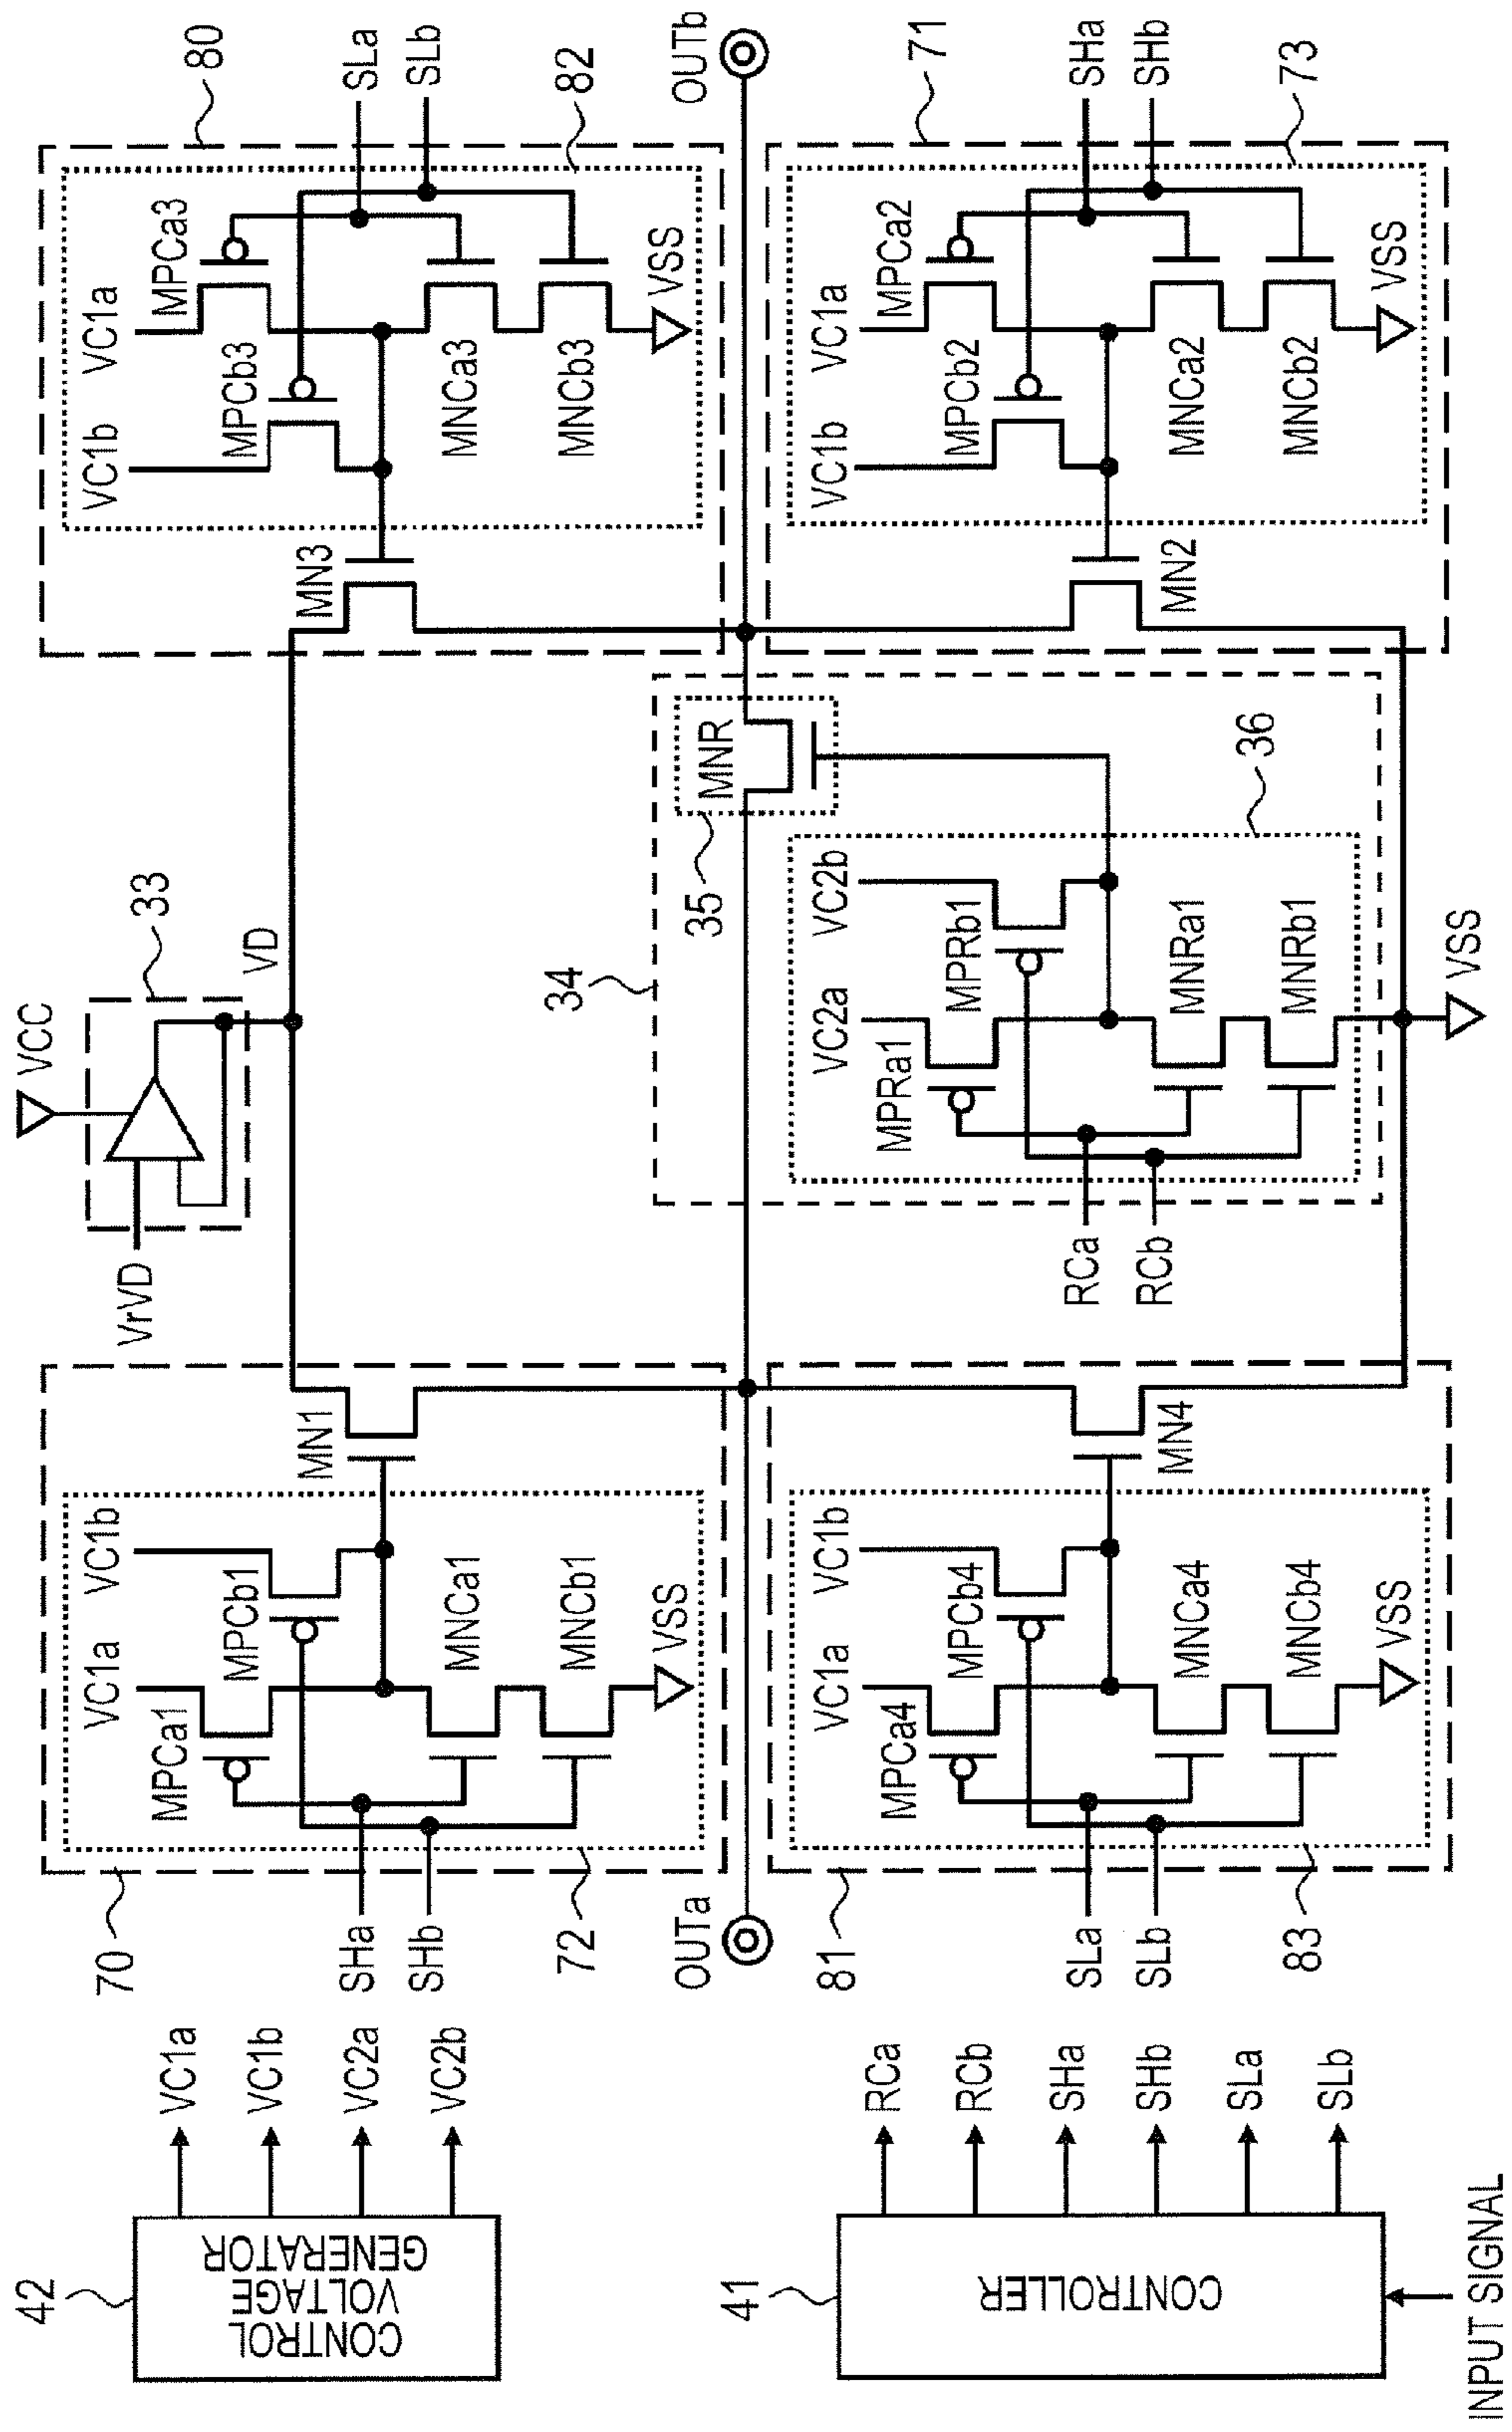 VCC
33
VrVD
VD
70
VC1a
VC1b
MPCa1
MPCb1
MN1
MNCa1
MNCb1
VSS
SHa
SHb
72
80
VC1b
VC1a
MPCa3
MPCb3
MN3
MNCa3
MNCb3
VSS
SLa
SLb
82
OUTa
OUTb
34
35
MNR
36
VC2a
VC2b
MPRa1
MPRb1
MNRa1
MNRb1
RCa
RCb
81
VC1a
VC1b
MPCa4
MPCb4
MN4
MNCa4
MNCb4
VSS
SLa
SLb
83
71
VC1b
VC1a
MPCa2
MPCb2
MN2
MNCa2
MNCb2
VSS
SHa
SHb
73
VSS
42
CONTROL
VOLTAGE
GENERATOR
VC1a
VC1b
VC2a
VC2b
41
CONTROLLER
RCa
RCb
SHa
SHb
SLa
SLb
INPUT SIGNAL